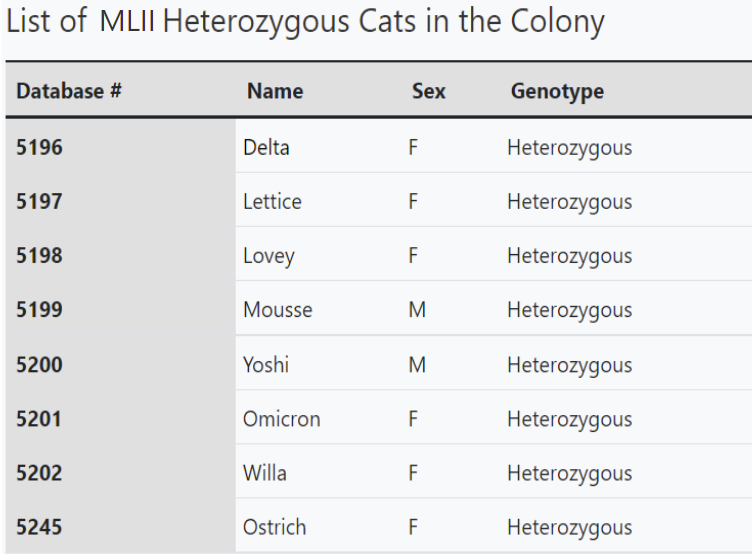 List of MLII Heterozygous Cats in the Colony
Database # Name Sex Genotype
5196 Delta F Heterozygous
5197 Lettice F Heterozygous
5198 Lovey F Heterozygous
5199 Mousse M Heterozygous
5200 Yoshi M Heterozygous
5201 Omicron F Heterozygous
5202 Willa F Heterozygous
5245 Ostrich F Heterozygous